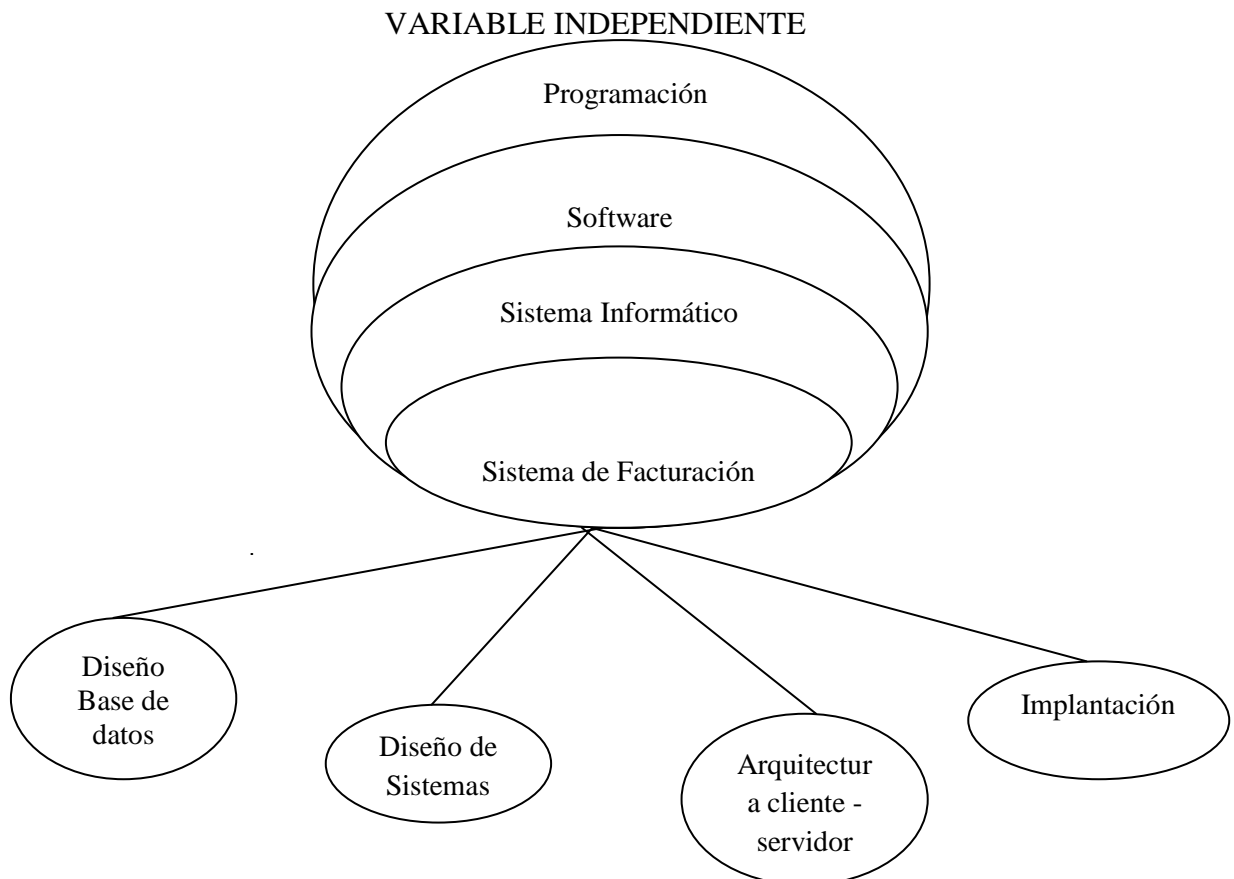 VARIABLE INDEPENDIENTE
Programación
Software
Sistema Informático
Sistema de Facturación
.
Diseño
Base de
datos
Diseño de
Sistemas
Arquitectur
a cliente -
servidor
Implantación